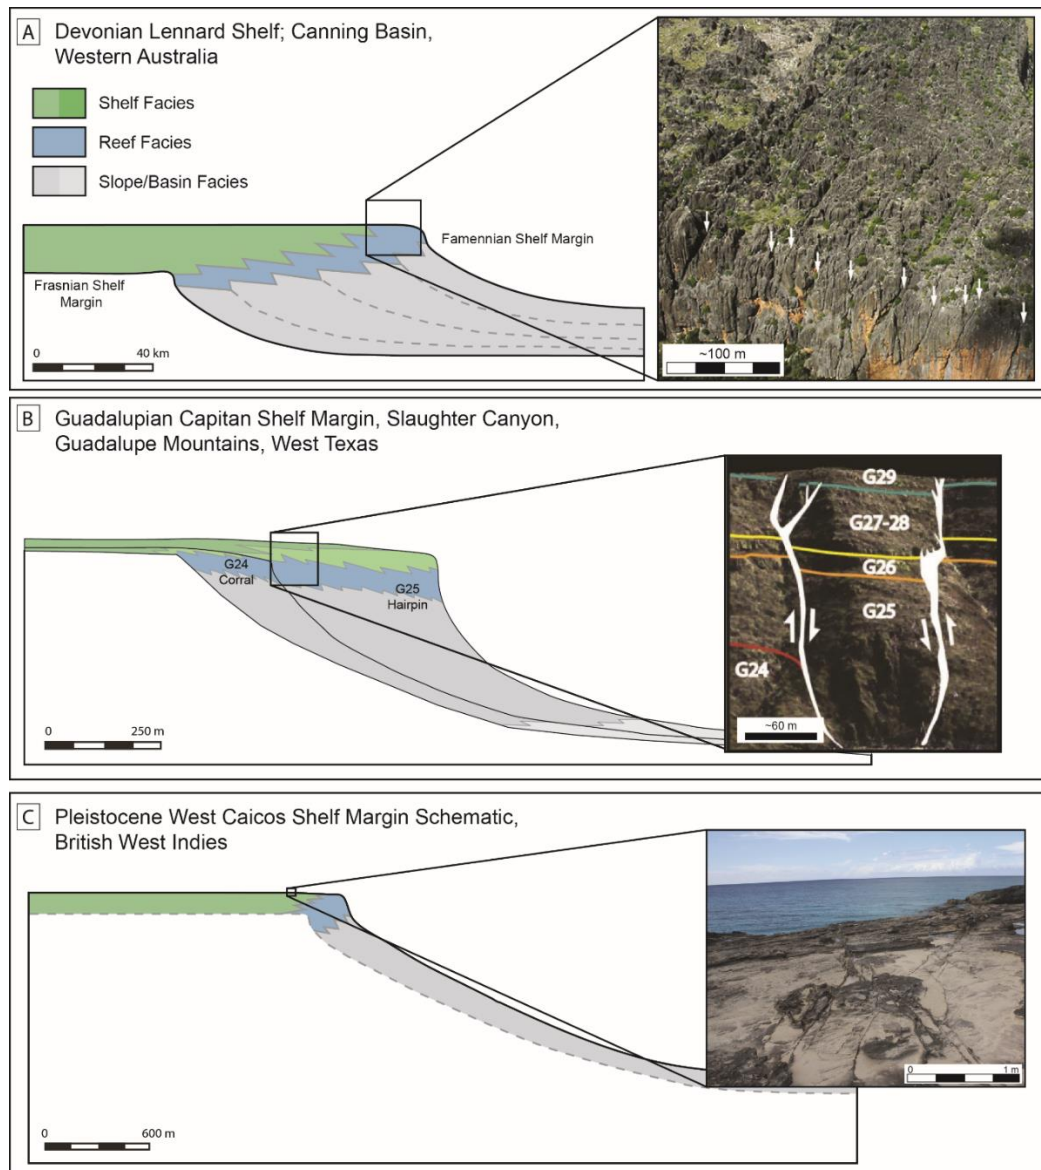 A Devonian Lennard Shelf; Canning Basin,
Western Australia
Shelf Facies
Reef Facies
Slope/Basin Facies
Famennian Shelf Margin
Frasnian Shelf
Margin
0 40 km
~100 m
B Guadalupian Capitan Shelf Margin, Slaughter Canyon,
Guadalupe Mountains, West Texas
G24
Corral
G25
Hairpin
0 250 m
G29
G27-28
G26
G25
G24
~60 m
C Pleistocene West Caicos Shelf Margin Schematic,
British West Indies
0 600 m
0 1 m